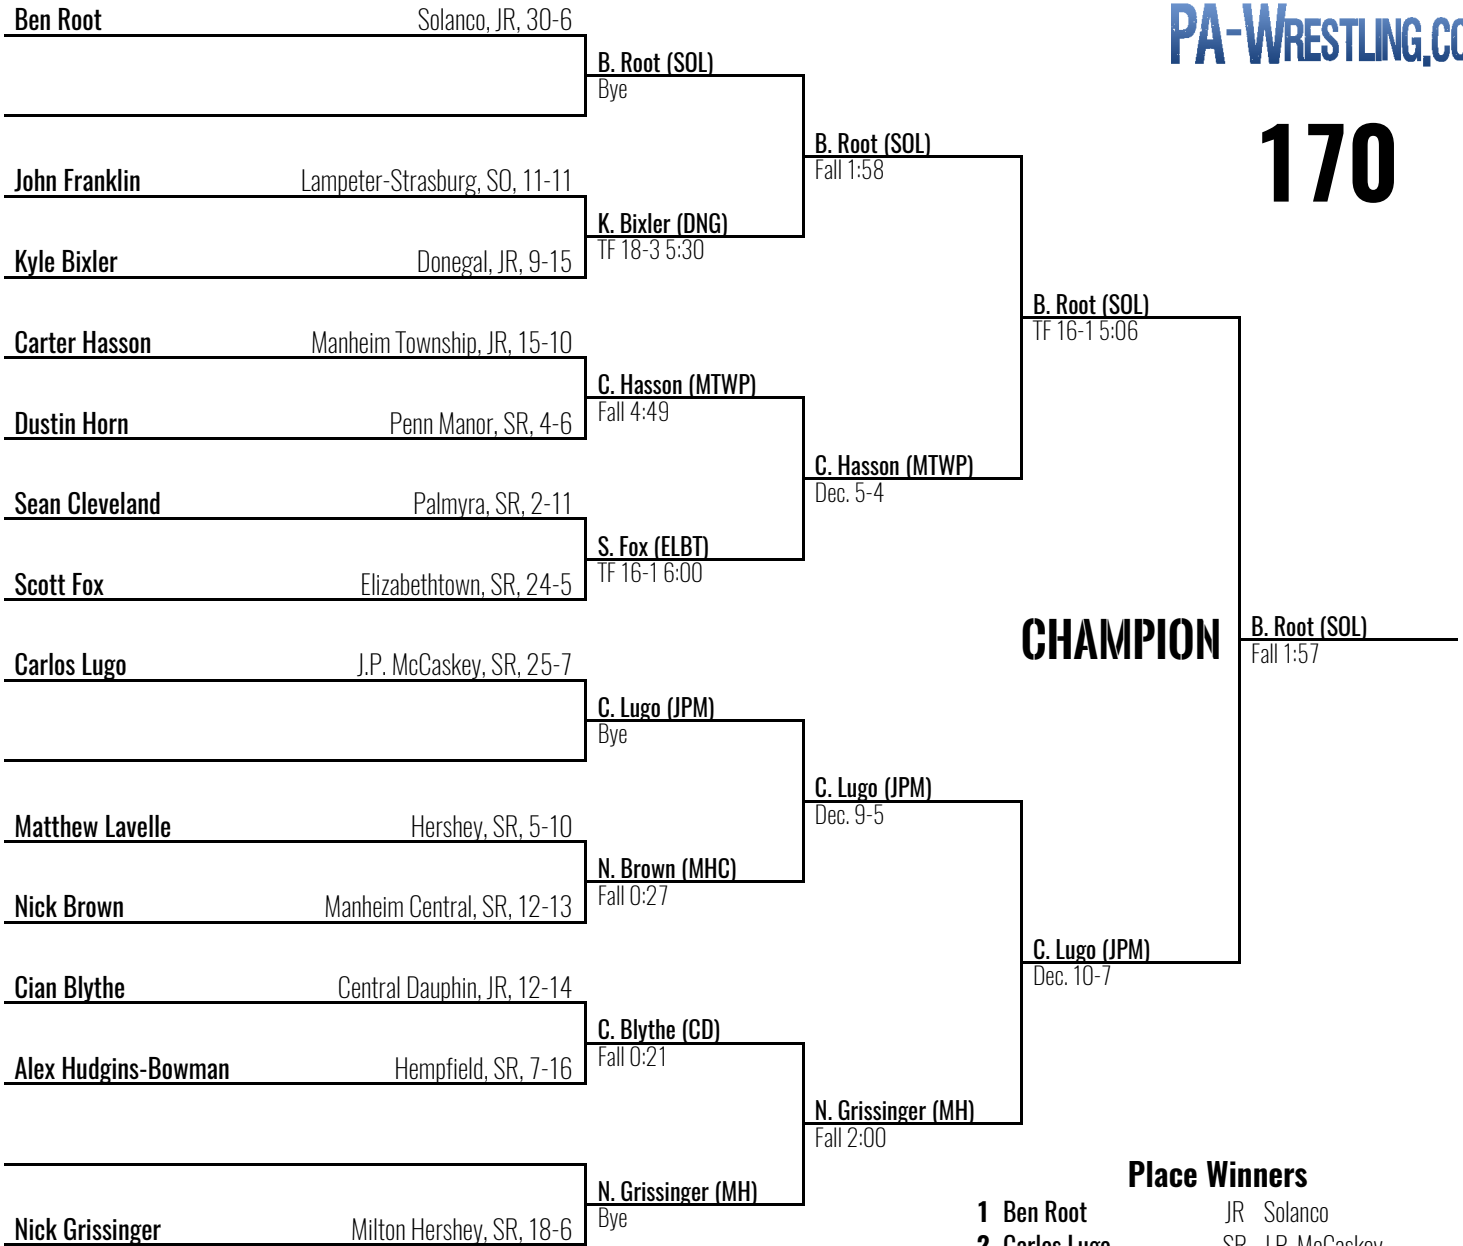 Ben Root Solanco, JR, 30-6
PA-WRESTLING.CO
B. Root (SOL)
Bye
170
B. Root (SOL)
Fall 1:58
John Franklin Lampeter-Strasburg, SO, 11-11
K. Bixler (DNG)
TF 18-3 5:30
Kyle Bixler Donegal, JR, 9-15
B. Root (SOL)
TF 16-1 5:06
Carter Hasson Manheim Township, JR, 15-10
C. Hasson (MTWP)
Fall 4:49
Dustin Horn Penn Manor, SR, 4-6
C. Hasson (MTWP)
Dec. 5-4
Sean Cleveland Palmyra, SR, 2-11
S. Fox (ELBT)
TF 16-1 6:00
Scott Fox Elizabethtown, SR, 24-5
CHAMPION
B. Root (SOL)
Fall 1:57
Carlos Lugo J.P. McCaskey, SR, 25-7
C. Lugo (JPM)
Bye
C. Lugo (JPM)
Dec. 9-5
Matthew Lavelle Hershey, SR, 5-10
N. Brown (MHC)
Fall 0:27
Nick Brown Manheim Central, SR, 12-13
C. Lugo (JPM)
Dec. 10-7
Cian Blythe Central Dauphin, JR, 12-14
C. Blythe (CD)
Fall 0:21
Alex Hudgins-Bowman Hempfield, SR, 7-16
N. Grissinger (MH)
Fall 2:00
N. Grissinger (MH)
Bye
Nick Grissinger Milton Hershey, SR, 18-6
Place Winners
1 Ben Root JR Solanco
2 Carlos Lugo SR J.P. McCaskey